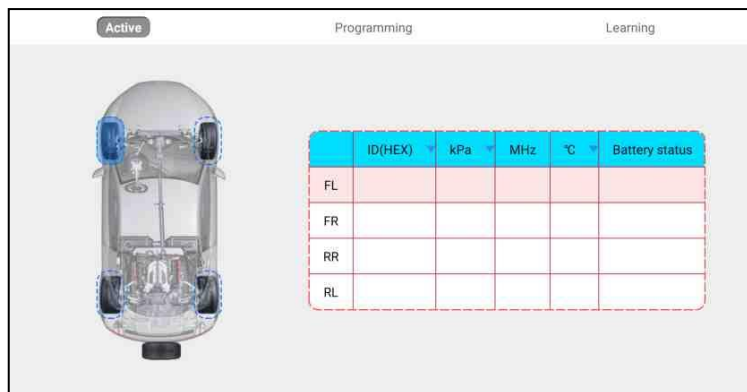 Active Programming Learning
ID(HEX) kPa MHz °C Battery status
FL
FR
RR
RL